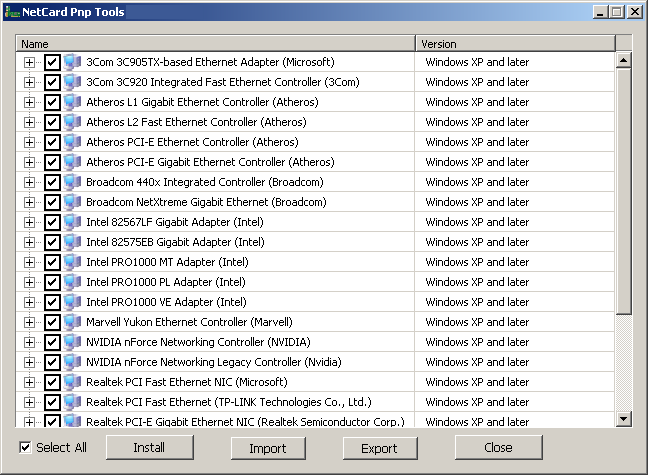 NetCard Pnp Tools
Name Version
3Com 3C905TX-based Ethernet Adapter (Microsoft) Windows XP and later
3Com 3C920 Integrated Fast Ethernet Controller (3Com) Windows XP and later
Atheros L1 Gigabit Ethernet Controller (Atheros) Windows XP and later
Atheros L2 Fast Ethernet Controller (Atheros) Windows XP and later
Atheros PCI-E Ethernet Controller (Atheros) Windows XP and later
Atheros PCI-E Gigabit Ethernet Controller (Atheros) Windows XP and later
Broadcom 440x Integrated Controller (Broadcom) Windows XP and later
Broadcom NetXtreme Gigabit Ethernet (Broadcom) Windows XP and later
Intel 82567LF Gigabit Adapter (Intel) Windows XP and later
Intel 82575EB Gigabit Adapter (Intel) Windows XP and later
Intel PRO1000 MT Adapter (Intel) Windows XP and later
Intel PRO1000 PL Adapter (Intel) Windows XP and later
Intel PRO1000 VE Adapter (Intel) Windows XP and later
Marvell Yukon Ethernet Controller (Marvell) Windows XP and later
NVIDIA nForce Networking Controller (NVIDIA) Windows XP and later
NVIDIA nForce Networking Legacy Controller (Nvidia) Windows XP and later
Realtek PCI Fast Ethernet NIC (Microsoft) Windows XP and later
Realtek PCI Fast Ethernet (TP-LINK Technologies Co., Ltd.) Windows XP and later
Realtek PCI-E Gigabit Ethernet NIC (Realtek Semiconductor Corp.) Windows XP and later
Select All Install Import Export Close